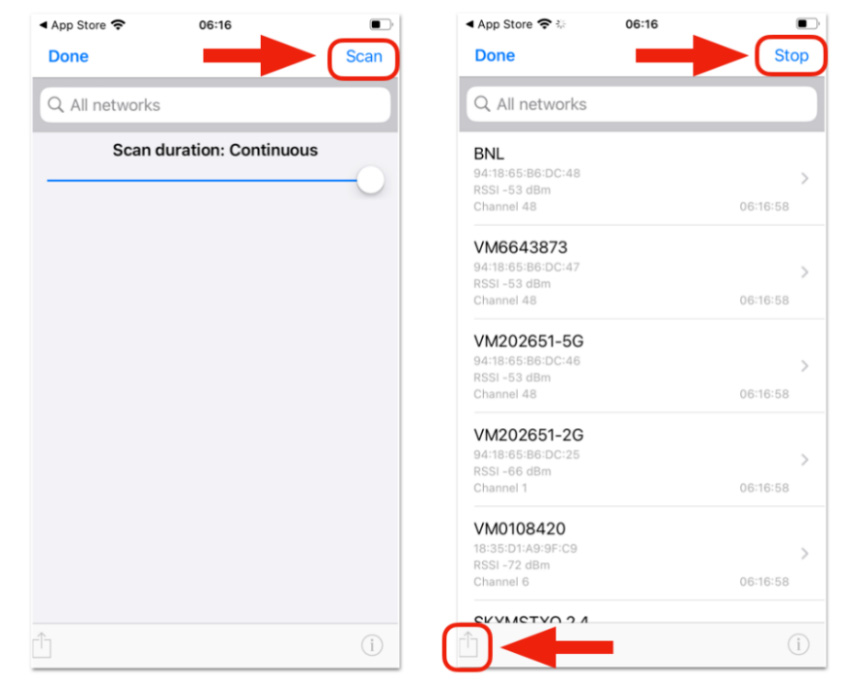 App Store 06:16
Done Scan
All networks
Scan duration: Continuous
App Store 06:16
Done Stop
All networks
BNL
94:18:65:B6:DC:48
RSSI -53 dBm
Channel 48 06:16:58
VM6643873
94:18:65:B6:DC:47
RSSI -53 dBm
Channel 48 06:16:58
VM202651-5G
94:18:65:B6:DC:46
RSSI -53 dBm
Channel 48 06:16:58
VM202651-2G
94:18:65:B6:DC:25
RSSI -66 dBm
Channel 1 06:16:58
VM0108420
18:35:D1:A9:9F:C9
RSSI -72 dBm
Channel 6 06:16:58